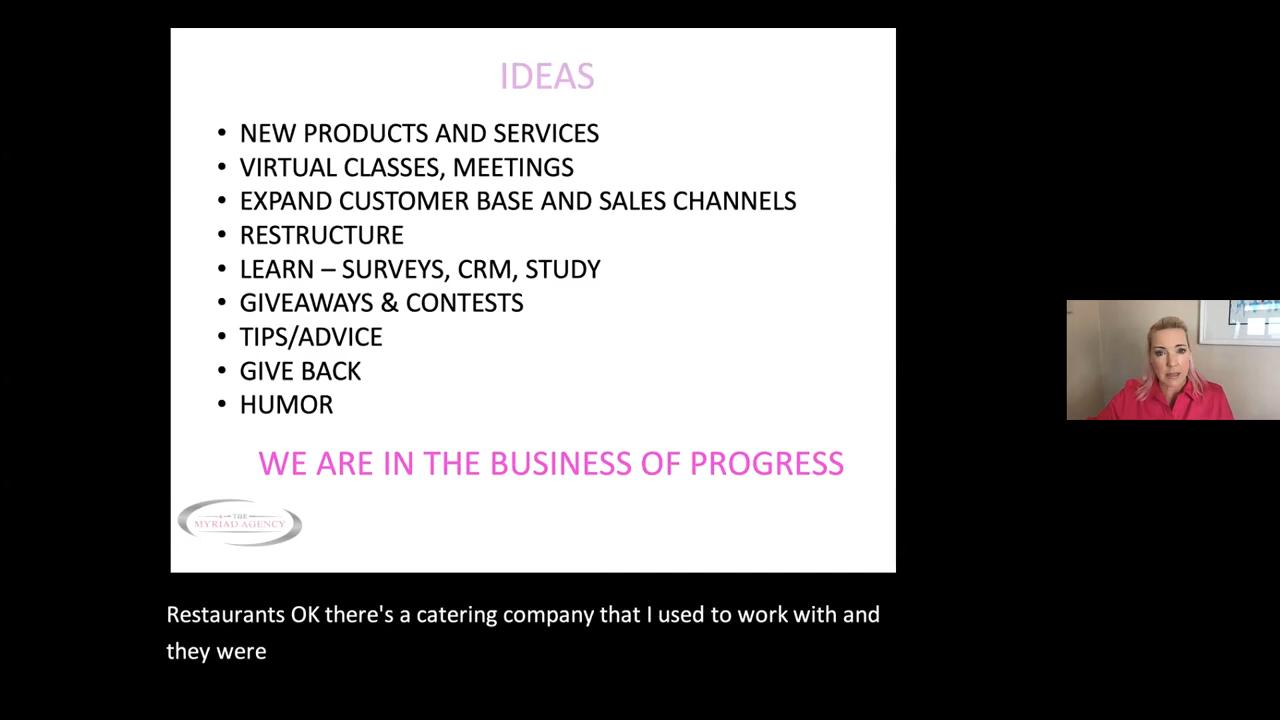 IDEAS
• NEW PRODUCTS AND SERVICES
• VIRTUAL CLASSES, MEETINGS
• EXPAND CUSTOMER BASE AND SALES CHANNELS
• RESTRUCTURE
• LEARN – SURVEYS, CRM, STUDY
• GIVEAWAYS & CONTESTS
• TIPS/ADVICE
• GIVE BACK
• HUMOR
WE ARE IN THE BUSINESS OF PROGRESS
THE
MYRIAD AGENCY
Restaurants OK there's a catering company that I used to work with and
they were